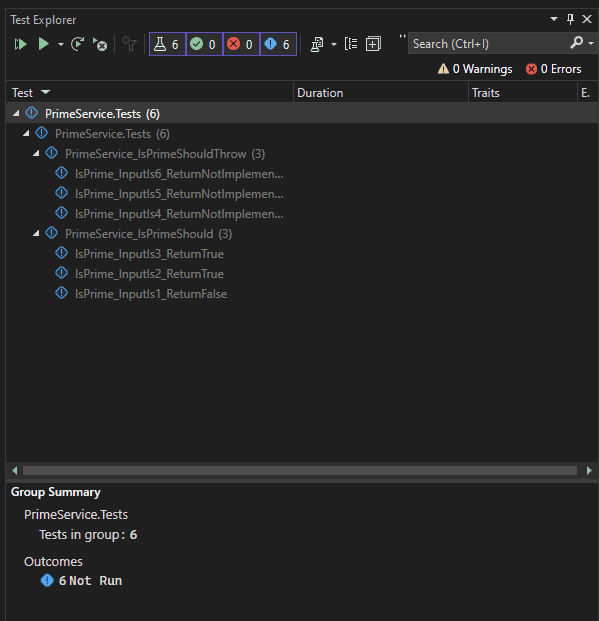 Test Explorer
6 0 0 6 Search (Ctrl+I)
0 Warnings 0 Errors
Test Duration Traits E.
PrimeService.Tests (6)
PrimeService.Tests (6)
PrimeService_IsPrimeShouldThrow (3)
IsPrime_InputIs6_ReturnNotImplemen...
IsPrime_InputIs5_ReturnNotImplemen...
IsPrime_InputIs4_ReturnNotImplemen...
PrimeService_IsPrimeShould (3)
IsPrime_InputIs3_ReturnTrue
IsPrime_InputIs2_ReturnTrue
IsPrime_InputIs1_ReturnFalse
Group Summary
PrimeService.Tests
Tests in group: 6
Outcomes
6 Not Run